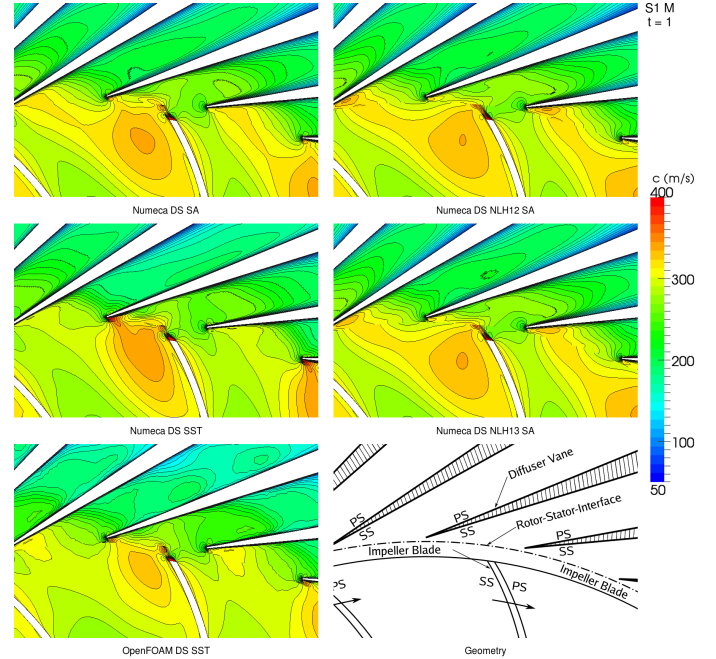 S1 M
t = 1
c (m/s)
400
300
200
100
50
Numeca DS SA
Numeca DS NLH12 SA
Numeca DS SST
Numeca DS NLH13 SA
Diffuser Vane
PS
SS
PS
SS
Rotor-Stator-Interface
PS
SS
Impeller Blade
Impeller Blade
PS
SS
PS
OpenFOAM DS SST
Geometry